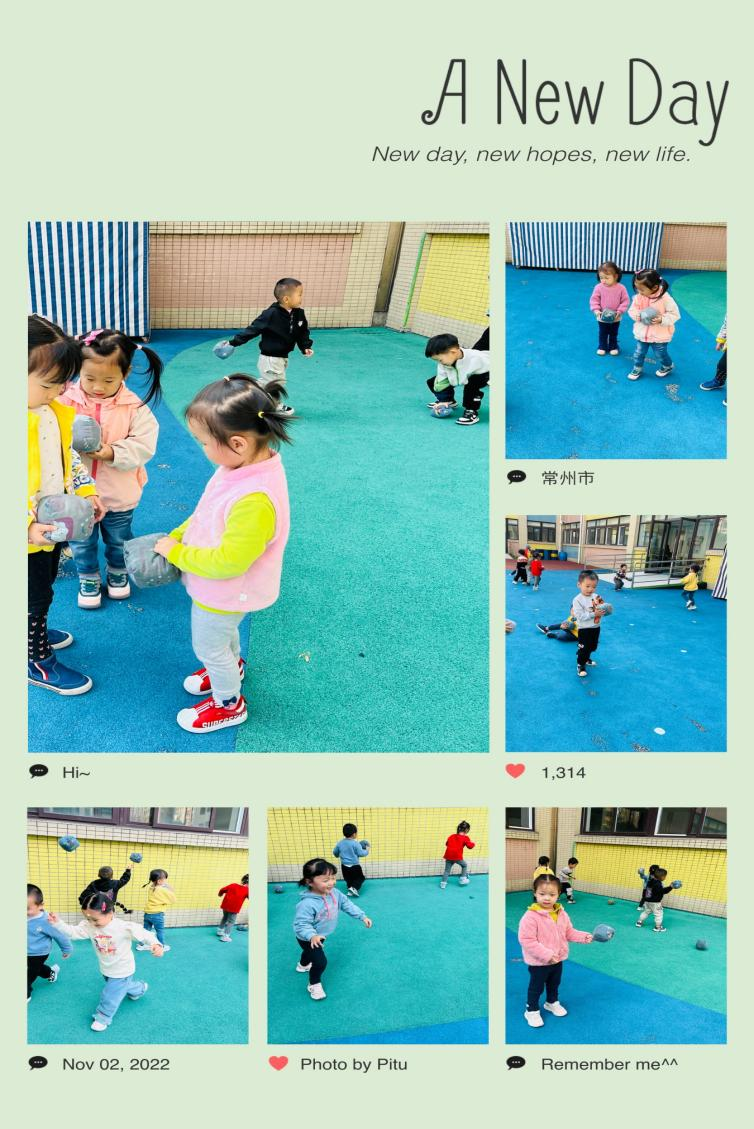 A New Day
New day, new hopes, new life.
常州市
Hi~
1,314
Nov 02, 2022
Photo by Pitu
Remember me^^